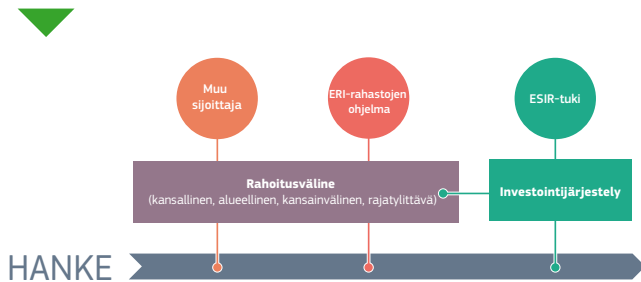 Muu
sijoittaja
ERI-rahastojen
ohjelma
ESIR-tuki
Rahoitusväline
(kansallinen, alueellinen, kansainvälinen, rajatylittävä)
Investointijärjestely
HANKE